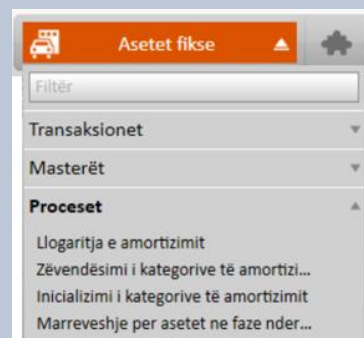 Asetet fikse
Filtër
Transaksionet
Masterët
Proceset
Llogaritja e amortizimit
Zëvendësimi i kategorive të amortizi...
Inicializimi i kategorive të amortizimit
Marreveshje per asetet ne faze nder...